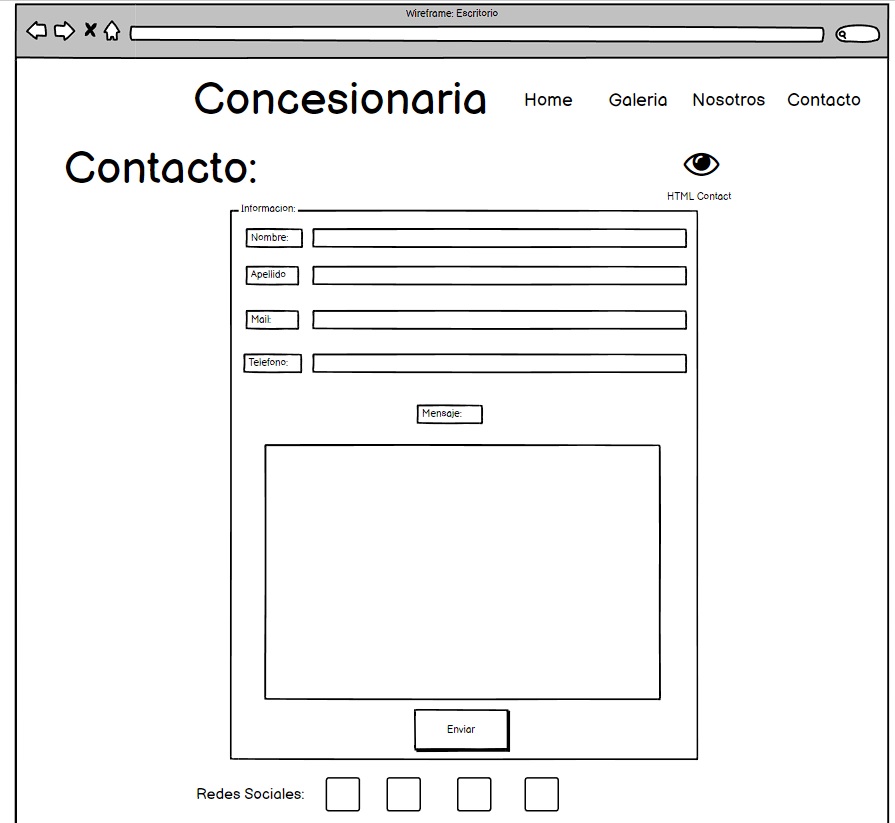 Wireframe: Escritorio
Concesionaria Home Galeria Nosotros Contacto
Contacto:
HTML Contact
Informacion:
Nombre:
Apellido
Mail:
Telefono:
Mensaje:
Enviar
Redes Sociales: